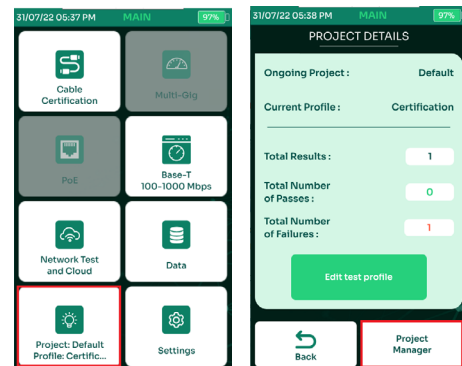 31/07/22 05:37 PM MAIN 97%
Cable
Certification
Multi-Gig
PoE
Base-T
100-1000 Mbps
Network Test
and Cloud
Data
Project: Default
Profile: Certific...
Settings
31/07/22 05:38 PM MAIN 97%
PROJECT DETAILS
Ongoing Project : Default
Current Profile : Certification
Total Results : 1
Total Number
of Passes : 0
Total Number
of Failures : 1
Edit test profile
Back
Project
Manager